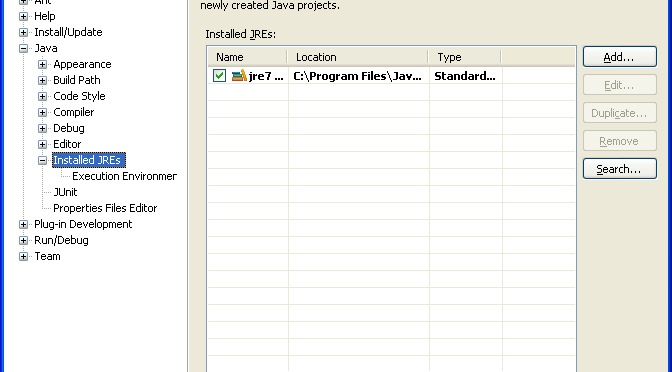 Ant
Help
Install/Update
Java
Appearance
Build Path
Code Style
Compiler
Debug
Editor
Installed JREs
Execution Environmer
JUnit
Properties Files Editor
Plug-in Development
Run/Debug
Team
newly created Java projects.
Installed JREs:
Name Location Type
jre7 ... C:\Program Files\Jav... Standard...
Add...
Edit...
Duplicate...
Remove
Search...